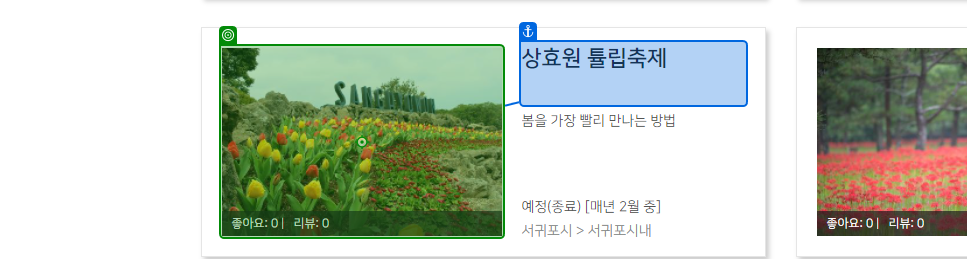 상효원 튤립축제
봄을 가장 빨리 만나는 방법
예정(종료) [매년 2월 중]
서귀포시 > 서귀포시내
좋아요: 0 | 리뷰: 0
좋아요: 0 | 리뷰: 0